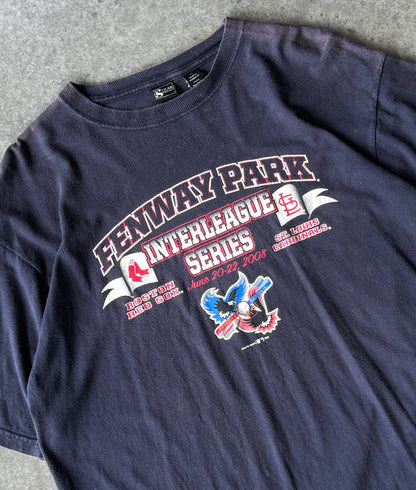 FENWAY PARK
INTERLEAGUE
SERIES
June 20-22, 2008
BOSTON
RED SOX.
ST. LOUIS
CARDINALS.